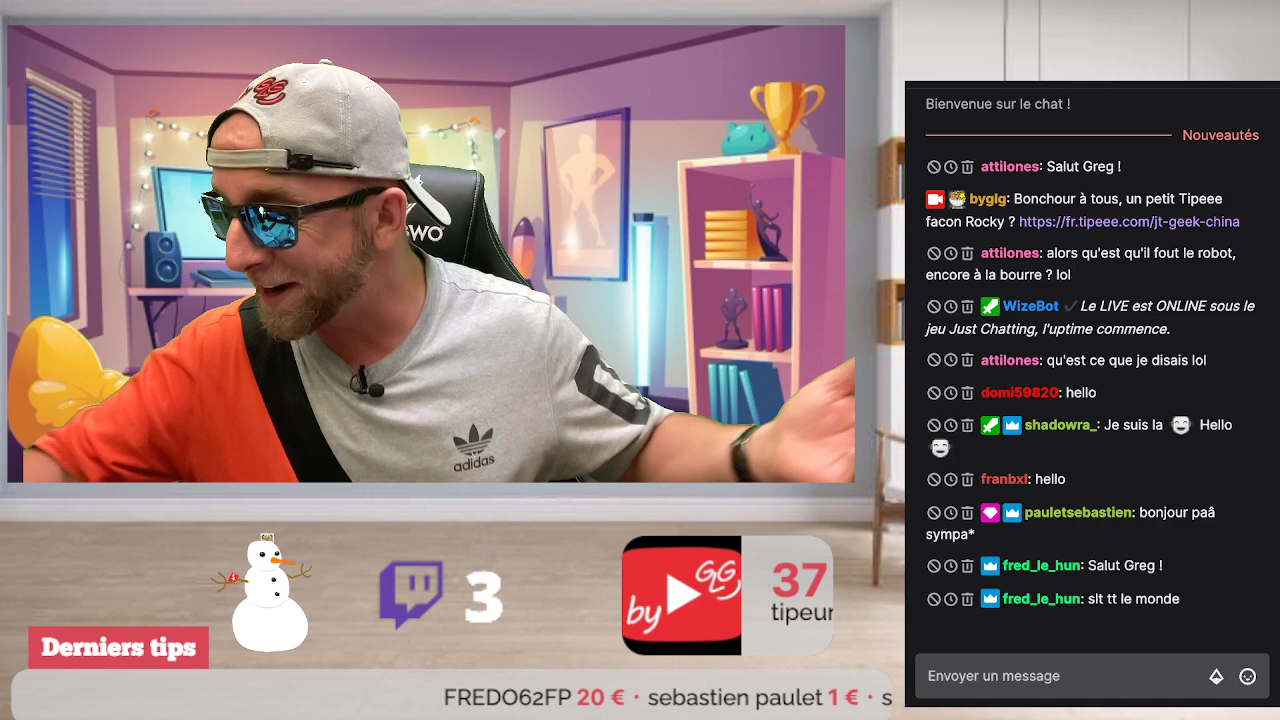 GG
WO
adidas
Bienvenue sur le chat !
Nouveautés
attilones: Salut Greg !
byglg: Bonchour à tous, un petit Tipeee
facon Rocky ? https://fr.tipeee.com/jt-geek-china
attilones: alors qu'est qu'il fout le robot,
encore à la bourre ? lol
WizeBot Le LIVE est ONLINE sous le
jeu Just Chatting, l'uptime commence.
attilones: qu'est ce que je disais lol
domi59820: hello
shadowra_: Je suis la Hello
franbxl: hello
pauletsebastien: bonjour paâ
sympa*
fred_le_hun: Salut Greg !
fred_le_hun: slt tt le monde
Envoyer un message
3
by GG
37
tipeur
Derniers tips
FREDO62FP 20 € · sebastien paulet 1 € · s